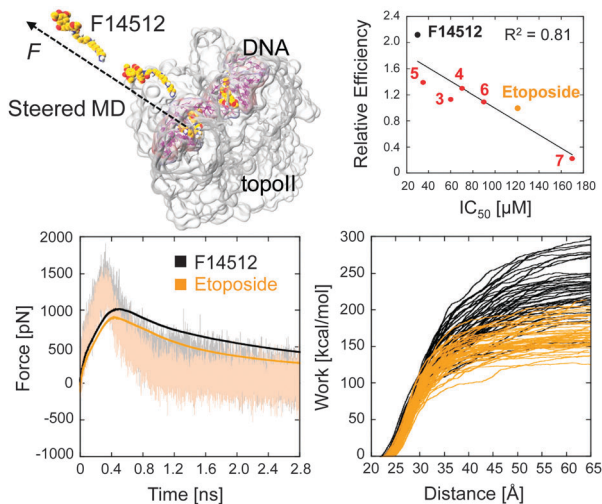 F14512
F
DNA
Steered MD
topoII
Relative Efficiency
2.4
2.0
1.6
1.2
0.8
0.4
0
F14512
R² = 0.81
5
4
3
6
Etoposide
7
20 40 60 80 100 120 140 160 180
IC₅₀ [µM]
Force [pN]
2000
1500
1000
500
0
-500
-1000
F14512
Etoposide
0 0.4 0.8 1.2 1.6 2.0 2.4 2.8
Time [ns]
Work [kcal/mol]
300
250
200
150
100
50
0
20 25 30 35 40 45 50 55 60 65
Distance [Å]